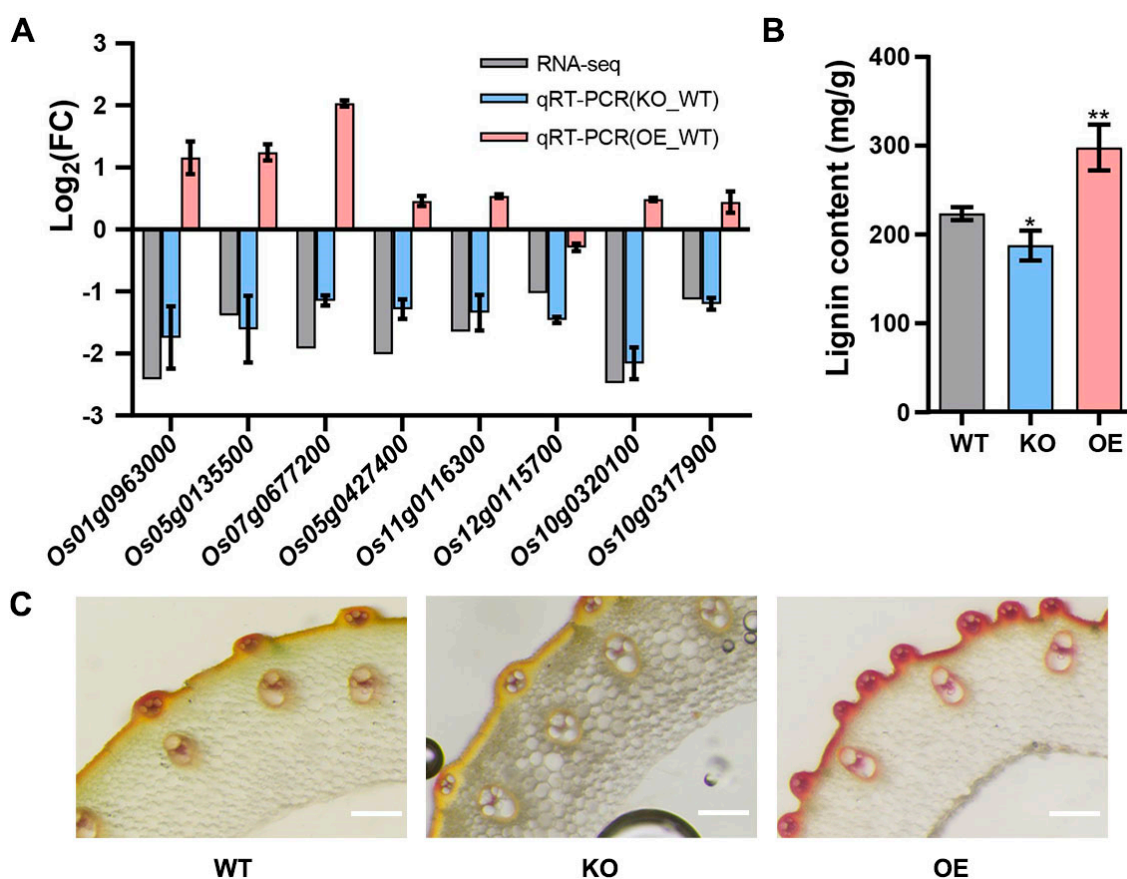 A
B
3
2
1
0
-1
-2
-3
Log2(FC)
RNA-seq
qRT-PCR(KO_WT)
qRT-PCR(OE_WT)
Os01g0963000
Os05g0135500
Os07g0677200
Os05g0427400
Os11g0116300
Os12g0115700
Os10g0320100
Os10g0317900
400
300
200
100
0
Lignin content (mg/g)
*
**
WT
KO
OE
C
WT
KO
OE